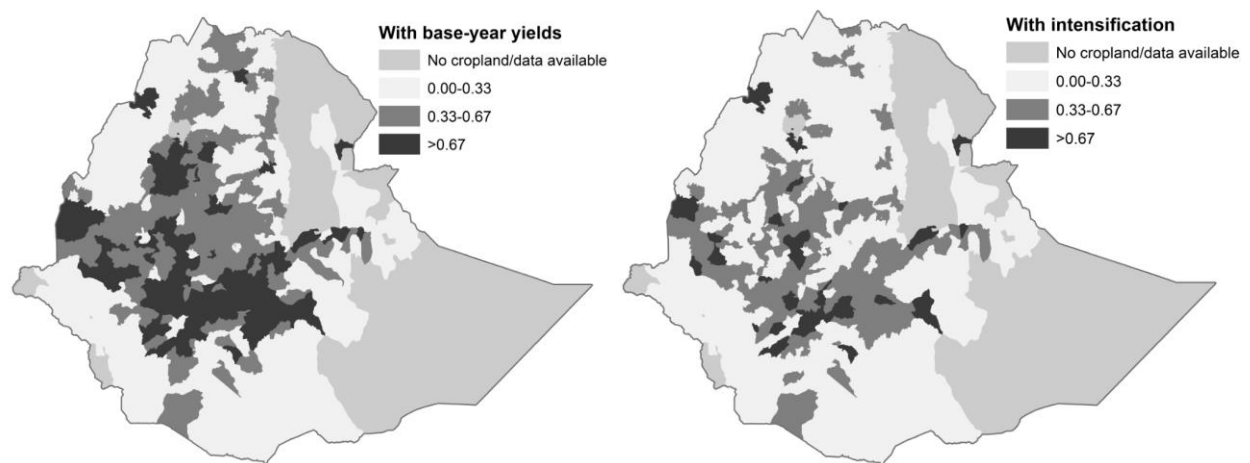 With base-year yields
No cropland/data available
0.00-0.33
0.33-0.67
>0.67
With intensification
No cropland/data available
0.00-0.33
0.33-0.67
>0.67